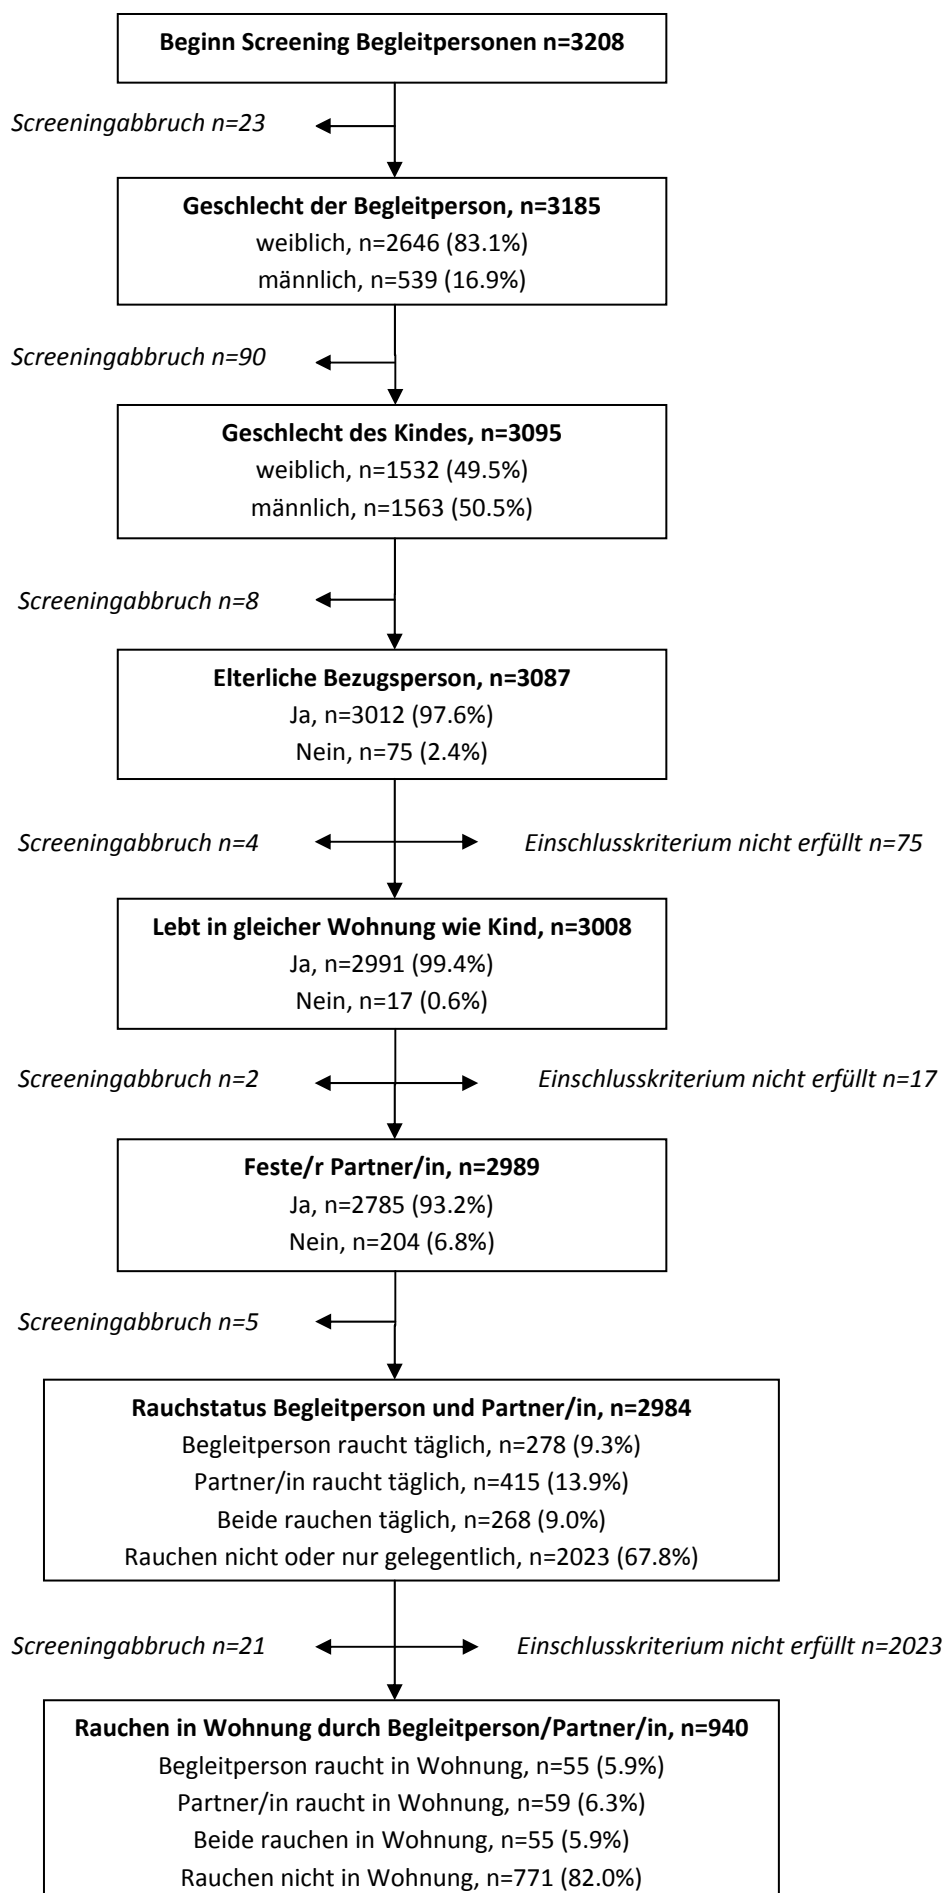 Beginn Screening Begleitpersonen n=3208
Screeningabbruch n=23
Geschlecht der Begleitperson, n=3185
weiblich, n=2646 (83.1%)
männlich, n=539 (16.9%)
Screeningabbruch n=90
Geschlecht des Kindes, n=3095
weiblich, n=1532 (49.5%)
männlich, n=1563 (50.5%)
Screeningabbruch n=8
Elterliche Bezugsperson, n=3087
Ja, n=3012 (97.6%)
Nein, n=75 (2.4%)
Screeningabbruch n=4
Einschlusskriterium nicht erfüllt n=75
Lebt in gleicher Wohnung wie Kind, n=3008
Ja, n=2991 (99.4%)
Nein, n=17 (0.6%)
Screeningabbruch n=2
Einschlusskriterium nicht erfüllt n=17
Feste/r Partner/in, n=2989
Ja, n=2785 (93.2%)
Nein, n=204 (6.8%)
Screeningabbruch n=5
Rauchstatus Begleitperson und Partner/in, n=2984
Begleitperson raucht täglich, n=278 (9.3%)
Partner/in raucht täglich, n=415 (13.9%)
Beide rauchen täglich, n=268 (9.0%)
Rauchen nicht oder nur gelegentlich, n=2023 (67.8%)
Screeningabbruch n=21
Einschlusskriterium nicht erfüllt n=2023
Rauchen in Wohnung durch Begleitperson/Partner/in, n=940
Begleitperson raucht in Wohnung, n=55 (5.9%)
Partner/in raucht in Wohnung, n=59 (6.3%)
Beide rauchen in Wohnung, n=55 (5.9%)
Rauchen nicht in Wohnung, n=771 (82.0%)